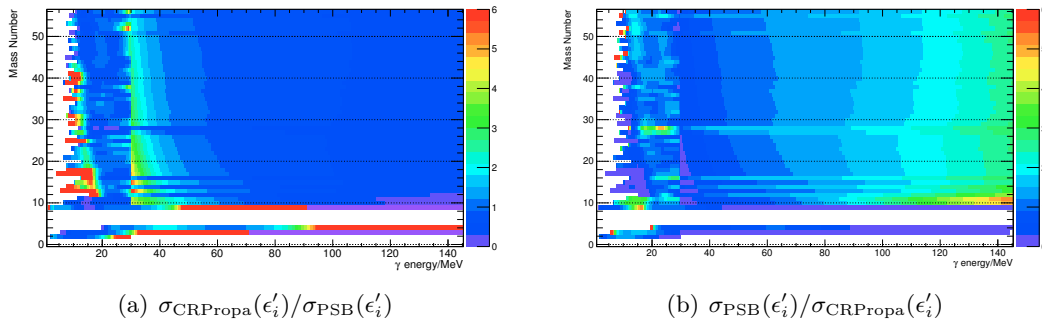 Mass Number
50
40
30
20
10
0
20 40 60 80 100 120 140
γ energy/MeV
6
5
4
3
2
1
0
Mass Number
50
40
30
20
10
0
20 40 60 80 100 120 140
γ energy/MeV
(a) σCRPropa(ϵ′i)/σPSB(ϵ′i)
(b) σPSB(ϵ′i)/σCRPropa(ϵ′i)